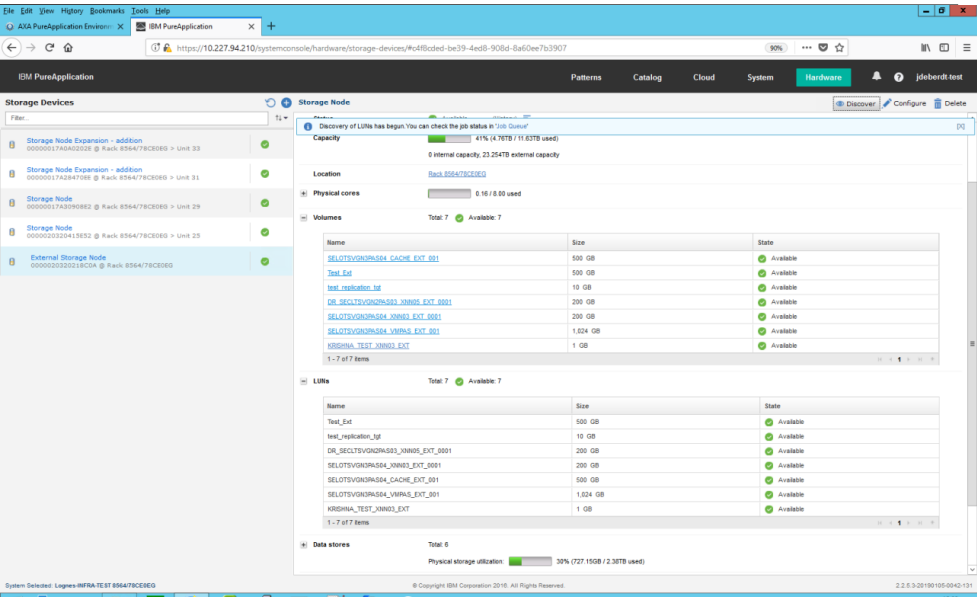 File Edit View History Bookmarks Tools Help
AXA PureApplication Environm
IBM PureApplication
https://10.227.94.210/systemconsole/hardware/storage-devices/#c4f8cded-be39-4ed8-908d-8a60ee7b3907
90%
IBM PureApplication
Patterns Catalog Cloud System Hardware jdeberdt-test
Storage Devices
Filter...
Storage Node Expansion - addition
00000017A0A0202E @ Rack 8564/78CE0EG > Unit 33
Storage Node Expansion - addition
00000017A28470EE @ Rack 8564/78CE0EG > Unit 31
Storage Node
00000017A30908E2 @ Rack 8564/78CE0EG > Unit 29
Storage Node
0000020320415E52 @ Rack 8564/78CE0EG > Unit 25
External Storage Node
0000020320218C0A @ Rack 8564/78CE0EG
Storage Node
Discover Configure Delete
Discovery of LUNs has begun.You can check the job status in 'Job Queue' [X]
Capacity 41% (4.76TB / 11.63TB used)
0 internal capacity, 23.254TB external capacity
Location Rack 8564/78CE0EG
Physical cores 0.16 / 8.00 used
Volumes Total: 7 Available: 7
Name Size State
SELOTSVGN3PAS04_CACHE_EXT_001 500 GB Available
Test_Ext 500 GB Available
test_replication_tgt 10 GB Available
DR_SECLTSVGN2PAS03_XNN05_EXT_0001 200 GB Available
SELOTSVGN3PAS04_XNN03_EXT_0001 200 GB Available
SELOTSVGN3PAS04_VMPAS_EXT_001 1,024 GB Available
KRISHNA_TEST_XNN03_EXT 1 GB Available
1 - 7 of 7 items 1
LUNs Total: 7 Available: 7
Name Size State
Test_Ext 500 GB Available
test_replication_tgt 10 GB Available
DR_SECLTSVGN2PAS03_XNN05_EXT_0001 200 GB Available
SELOTSVGN3PAS04_XNN03_EXT_0001 200 GB Available
SELOTSVGN3PAS04_CACHE_EXT_001 500 GB Available
SELOTSVGN3PAS04_VMPAS_EXT_001 1,024 GB Available
KRISHNA_TEST_XNN03_EXT 1 GB Available
1 - 7 of 7 items 1
Data stores Total: 6
Physical storage utilization: 30% (727.15GB / 2.38TB used)
System Selected: Lognes-INFRA-TEST 8564/78CE0EG
© Copyright IBM Corporation 2016. All Rights Reserved.
2.2.5.3-20190105-0042-131